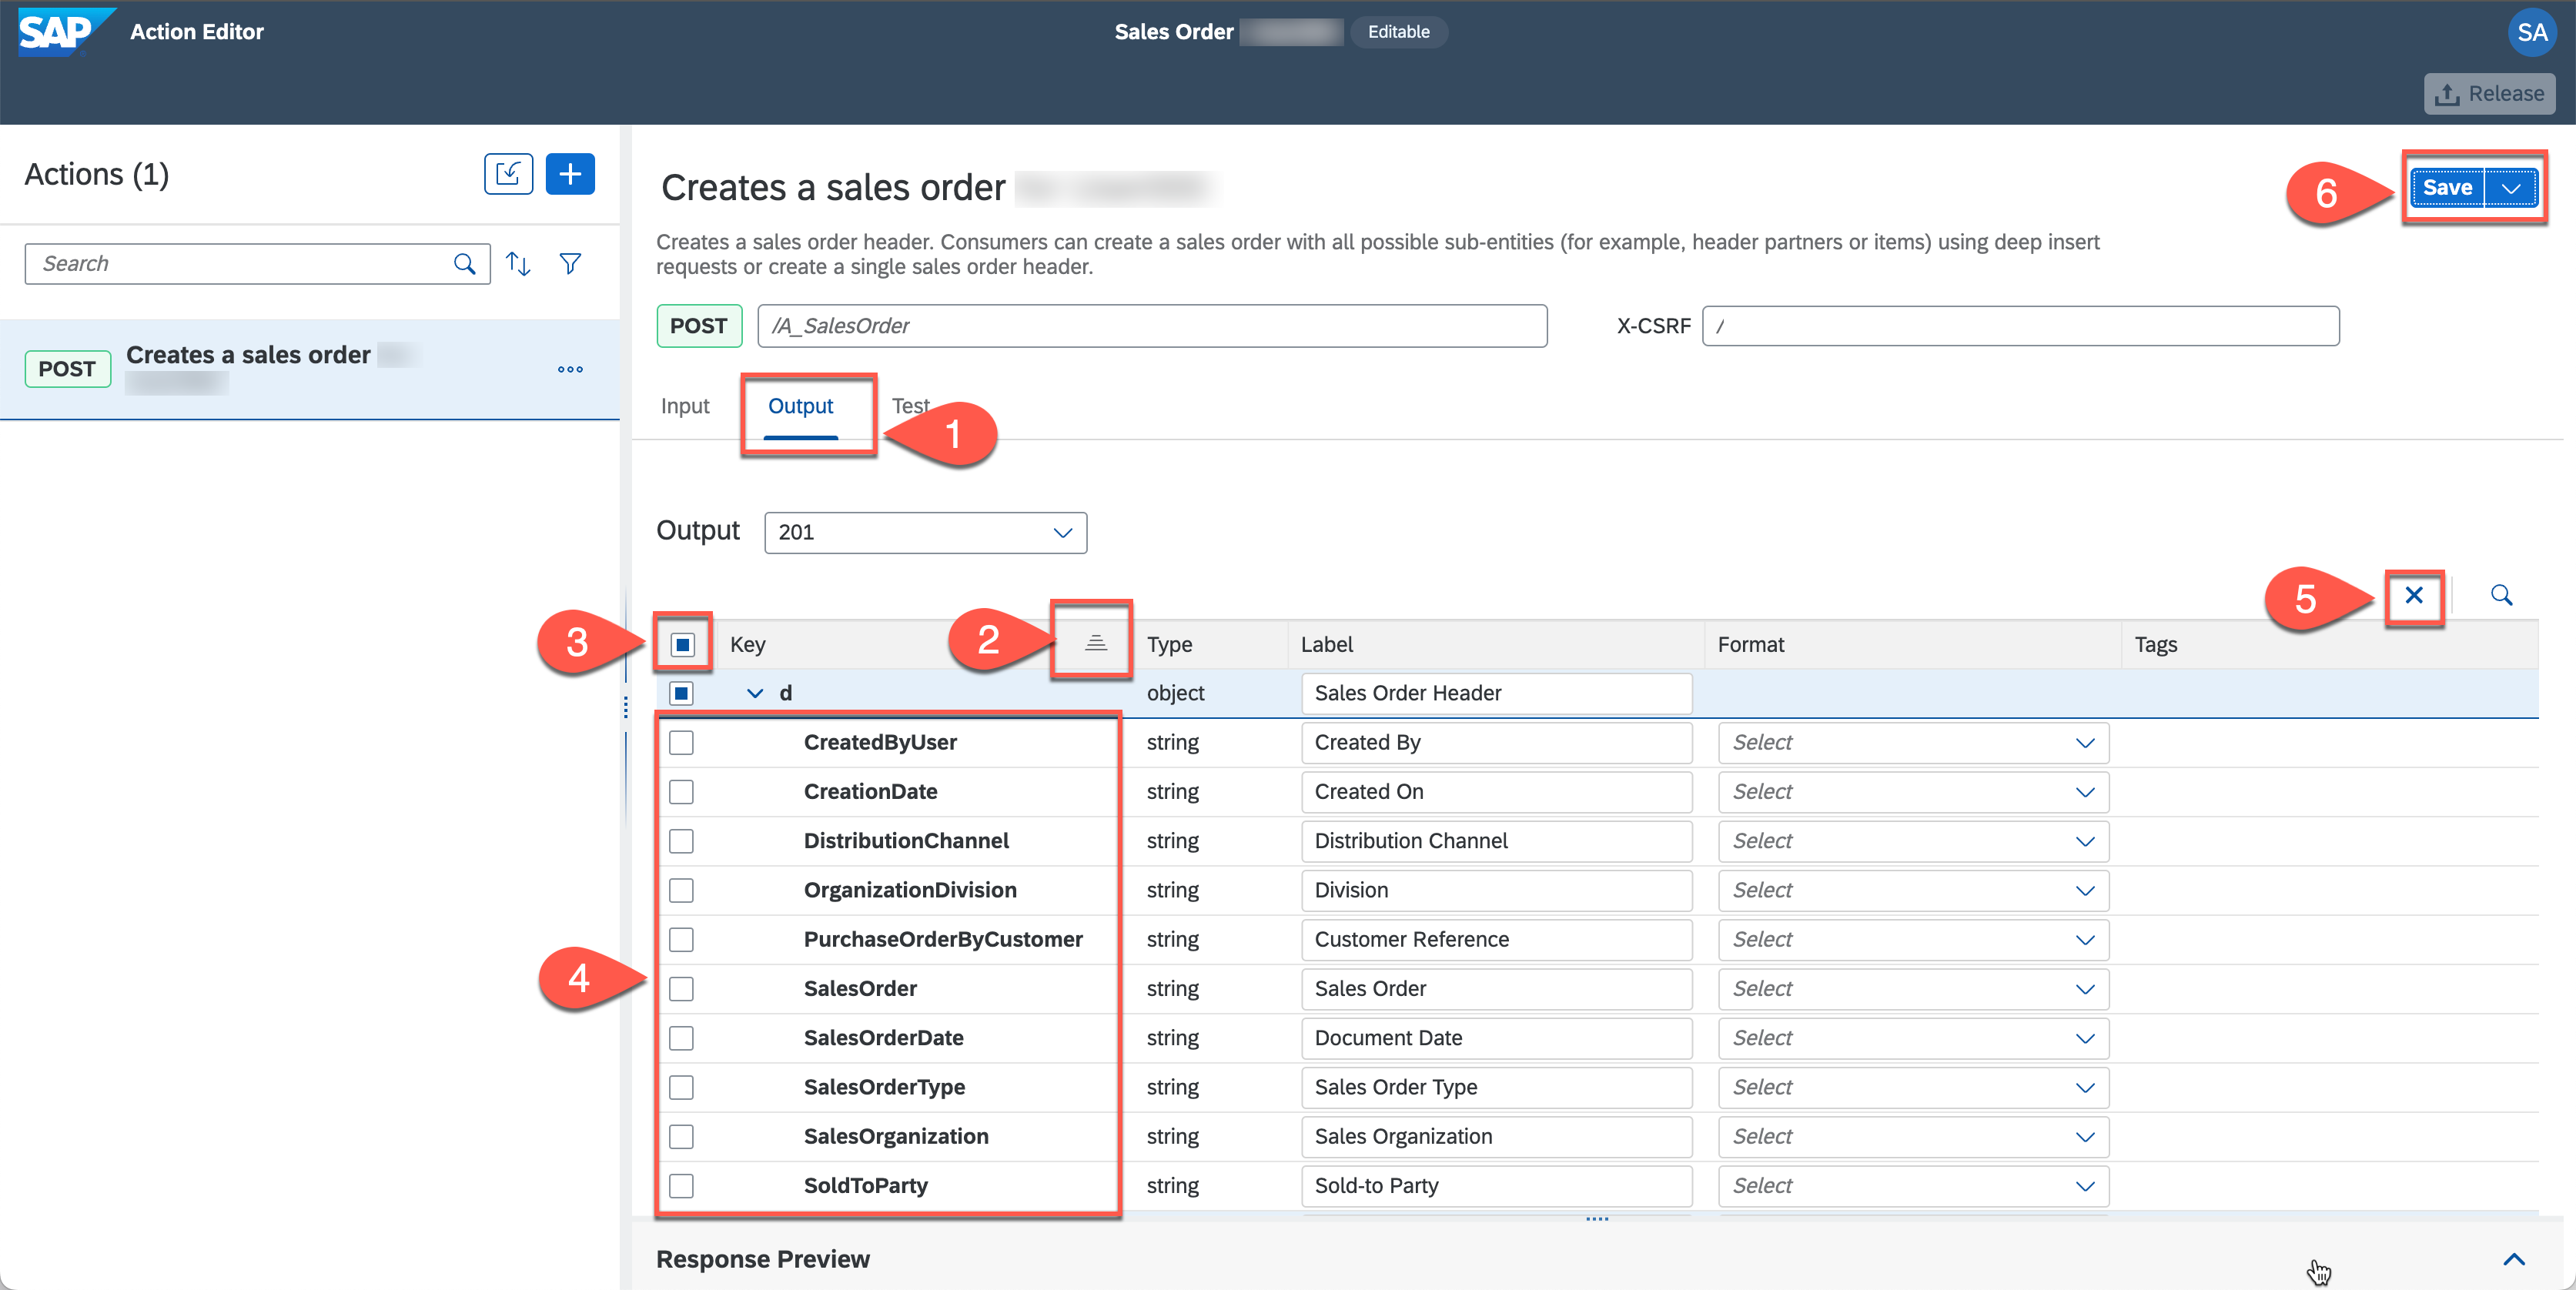 SAP Action Editor
Sales Order
Editable
SA
Release
Actions (1)
Creates a sales order
6
Save
Search
Creates a sales order header. Consumers can create a sales order with all possible sub-entities (for example, header partners or items) using deep insert
requests or create a single sales order header.
POST /A_SalesOrder X-CSRF /
POST Creates a sales order
Input Output Test
1
Output 201
5
3 Key 2 Type Label Format Tags
d object Sales Order Header
CreatedByUser string Created By Select
CreationDate string Created On Select
DistributionChannel string Distribution Channel Select
OrganizationDivision string Division Select
PurchaseOrderByCustomer string Customer Reference Select
4
SalesOrder string Sales Order Select
SalesOrderDate string Document Date Select
SalesOrderType string Sales Order Type Select
SalesOrganization string Sales Organization Select
SoldToParty string Sold-to Party Select
Response Preview